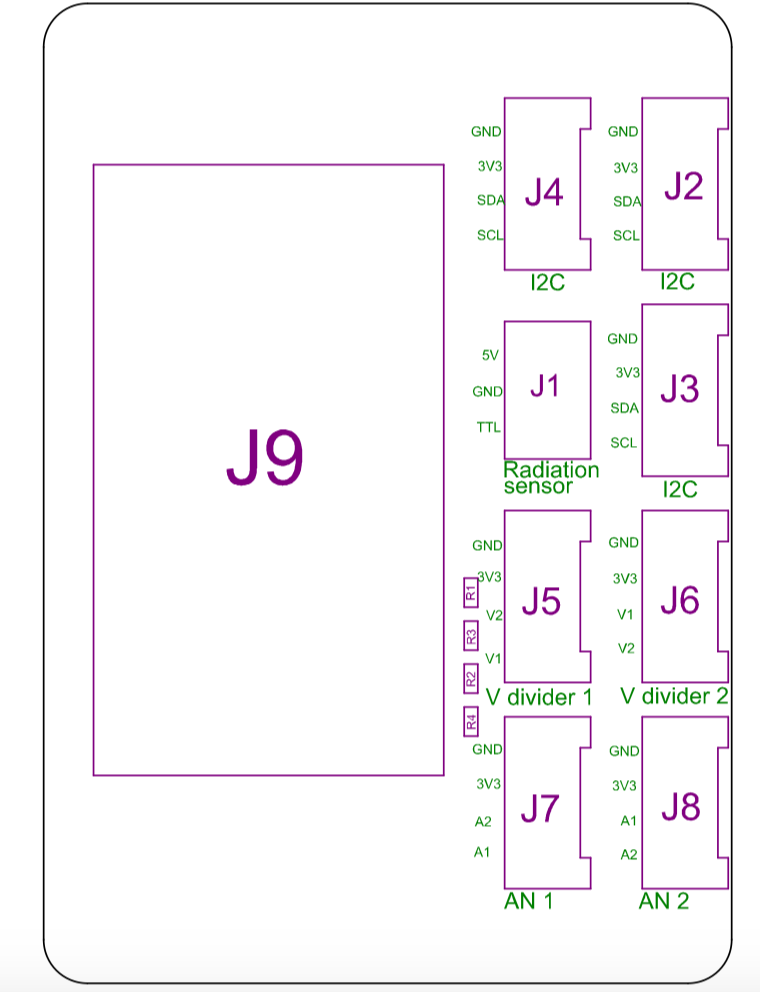 GND
3V3
SDA
SCL
J4
I2C
GND
3V3
SDA
SCL
J2
I2C
J9
5V
GND
TTL
J1
Radiation
sensor
GND
3V3
SDA
SCL
J3
I2C
GND
3V3
V2
V1
J5
V divider 1
R1
R3
R2
R4
GND
3V3
V1
V2
J6
V divider 2
GND
3V3
A2
A1
J7
AN 1
GND
3V3
A1
A2
J8
AN 2